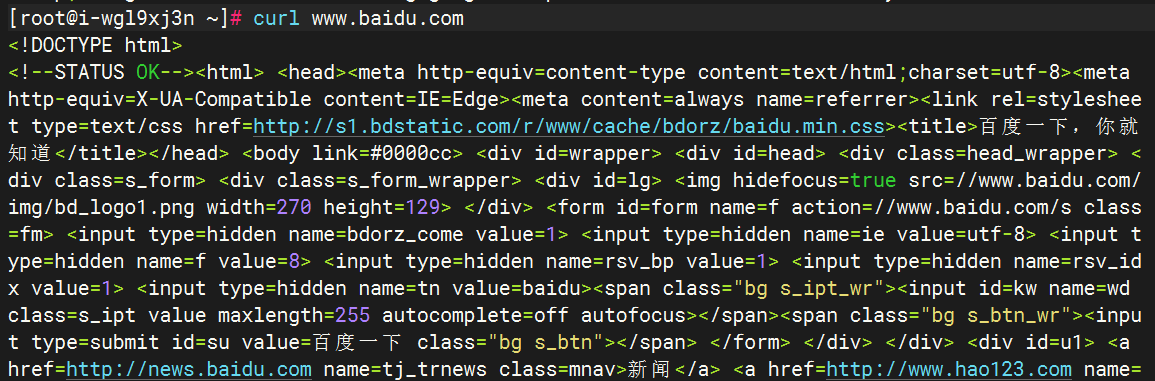 [root@i-wgl9xj3n ~]# curl www.baidu.com
<!DOCTYPE html>
<!--STATUS OK--><html> <head><meta http-equiv=content-type content=text/html;charset=utf-8><meta
http-equiv=X-UA-Compatible content=IE=Edge><meta content=always name=referrer><link rel=styleshee
t type=text/css href=http://s1.bdstatic.com/r/www/cache/bdorz/baidu.min.css><title>百度一下，你就
知道</title></head> <body link=#0000cc> <div id=wrapper> <div id=head> <div class=head_wrapper> <
div class=s_form> <div class=s_form_wrapper> <div id=lg> <img hidefocus=true src=//www.baidu.com/
img/bd_logo1.png width=270 height=129> </div> <form id=form name=f action=//www.baidu.com/s class
=fm> <input type=hidden name=bdorz_come value=1> <input type=hidden name=ie value=utf-8> <input t
ype=hidden name=f value=8> <input type=hidden name=rsv_bp value=1> <input type=hidden name=rsv_id
x value=1> <input type=hidden name=tn value=baidu><span class="bg s_ipt_wr"><input id=kw name=wd
class=s_ipt value maxlength=255 autocomplete=off autofocus></span><span class="bg s_btn_wr"><inpu
t type=submit id=su value=百度一下 class="bg s_btn"></span> </form> </div> </div> <div id=u1> <a
href=http://news.baidu.com name=tj_trnews class=mnav>新闻</a> <a href=http://www.hao123.com name=